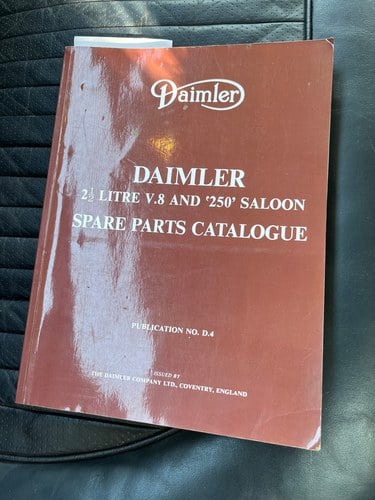 Daimler
DAIMLER
2½ LITRE V.8 AND ‘250’ SALOON
SPARE PARTS CATALOGUE
PUBLICATION NO. D.4
ISSUED BY
THE DAIMLER COMPANY LTD., COVENTRY, ENGLAND